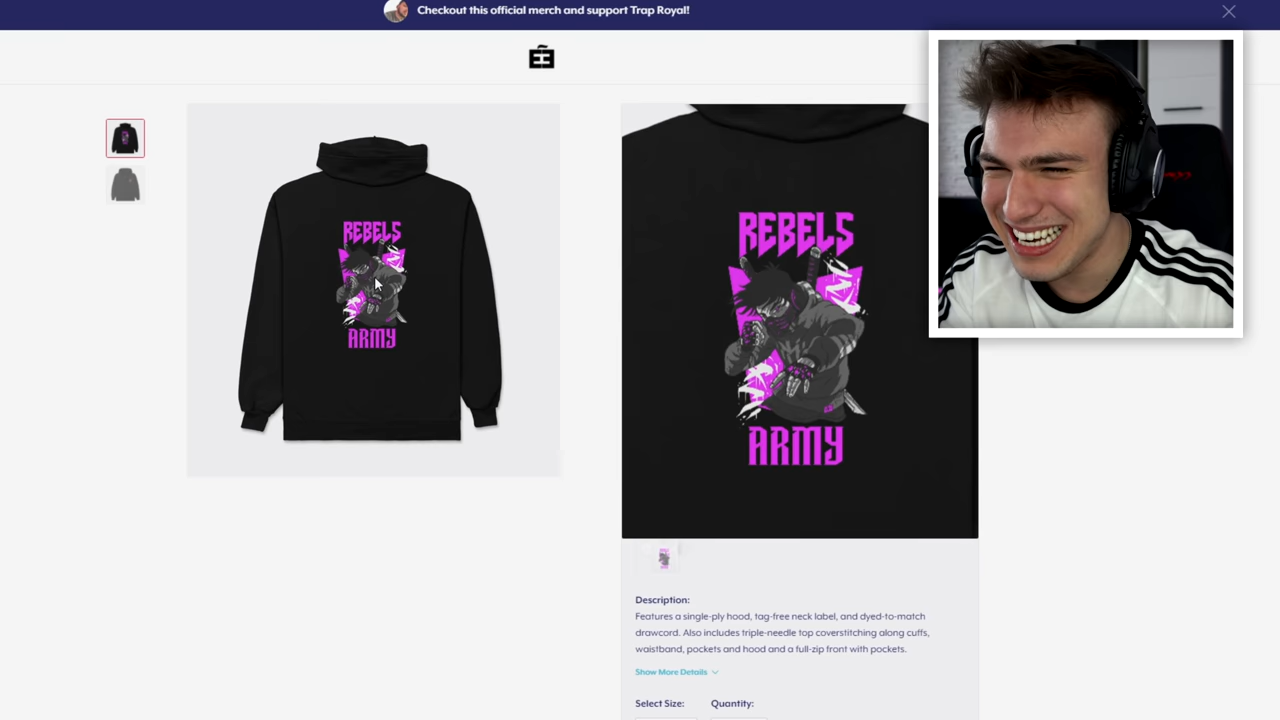 Checkout this official merch and support Trap Royal!
REBELS
ARMY
REBELS
ARMY
Description:
Features a single-ply hood, tag-free neck label, and dyed-to-match
drawcord. Also includes triple-needle top coverstitching along cuffs,
waistband, pockets and hood and a full-zip front with pockets.
Show More Details
Select Size:
Quantity: